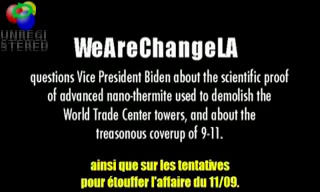 UNREGI
STERED
WeAreChangeLA
questions Vice President Biden about the scientific proof
of advanced nano-thermite used to demolish the
World Trade Center towers, and about the
treasonous coverup of 9-11.
ainsi que sur les tentatives
pour étouffer l'affaire du 11/09.